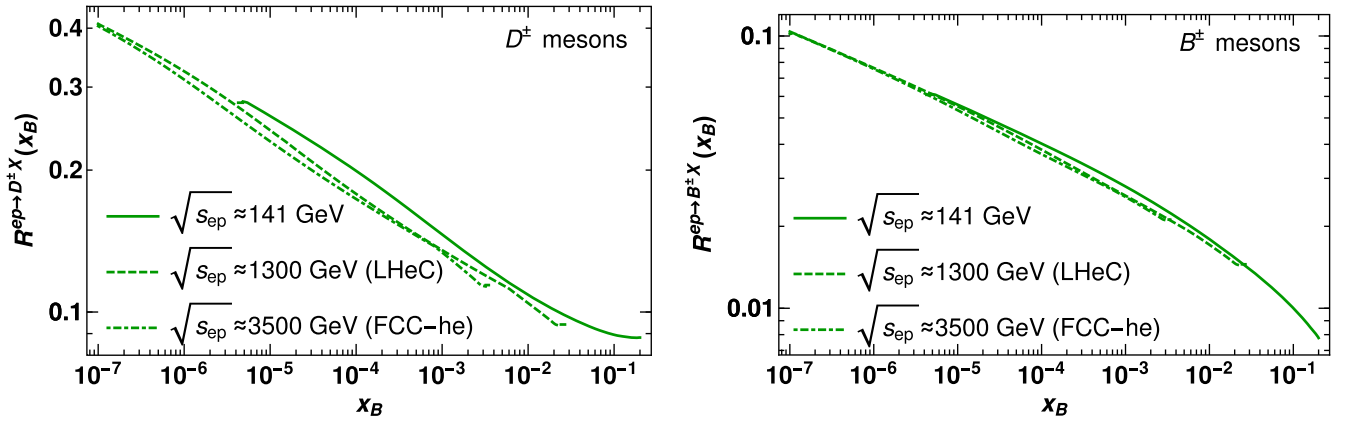 D± mesons
0.4
0.3
0.2
0.1
R^{ep→D^± X}(x_B)
√s_ep ≈141 GeV
√s_ep ≈1300 GeV (LHeC)
√s_ep ≈3500 GeV (FCC−he)
10^{-7} 10^{-6} 10^{-5} 10^{-4} 10^{-3} 10^{-2} 10^{-1}
x_B
B± mesons
0.1
0.01
R^{ep→B^± X}(x_B)
√s_ep ≈141 GeV
√s_ep ≈1300 GeV (LHeC)
√s_ep ≈3500 GeV (FCC−he)
10^{-7} 10^{-6} 10^{-5} 10^{-4} 10^{-3} 10^{-2} 10^{-1}
x_B